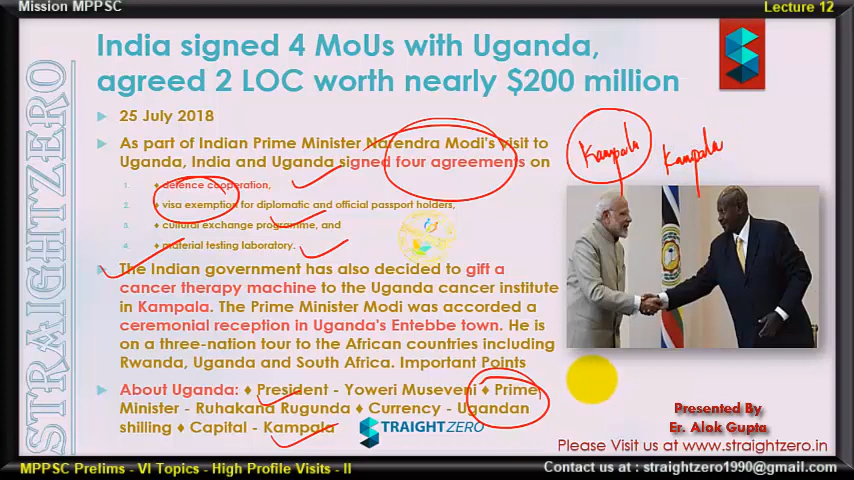 Mission MPPSC
Lecture 12
India signed 4 MoUs with Uganda,
agreed 2 LOC worth nearly $200 million
25 July 2018
As part of Indian Prime Minister Narendra Modi's visit to
Uganda, India and Uganda signed four agreements on
1. ♦ defence cooperation,
2. ♦ visa exemption for diplomatic and official passport holders,
3. ♦ cultural exchange programme, and
4. ♦ material testing laboratory.
Kampala Kampala
The Indian government has also decided to gift a
cancer therapy machine to the Uganda cancer institute
in Kampala. The Prime Minister Modi was accorded a
ceremonial reception in Uganda's Entebbe town. He is
on a three-nation tour to the African countries including
Rwanda, Uganda and South Africa. Important Points
About Uganda: ♦ President - Yoweri Museveni ♦ Prime
Minister - Ruhakana Rugunda ♦ Currency - Ugandan
shilling ♦ Capital - Kampala
STRAIGHTZERO
STRAIGHTZERO
Presented By
Er. Alok Gupta
Please Visit us at www.straightzero.in
MPPSC Prelims - VI Topics - High Profile Visits - II
Contact us at : straightzero1990@gmail.com